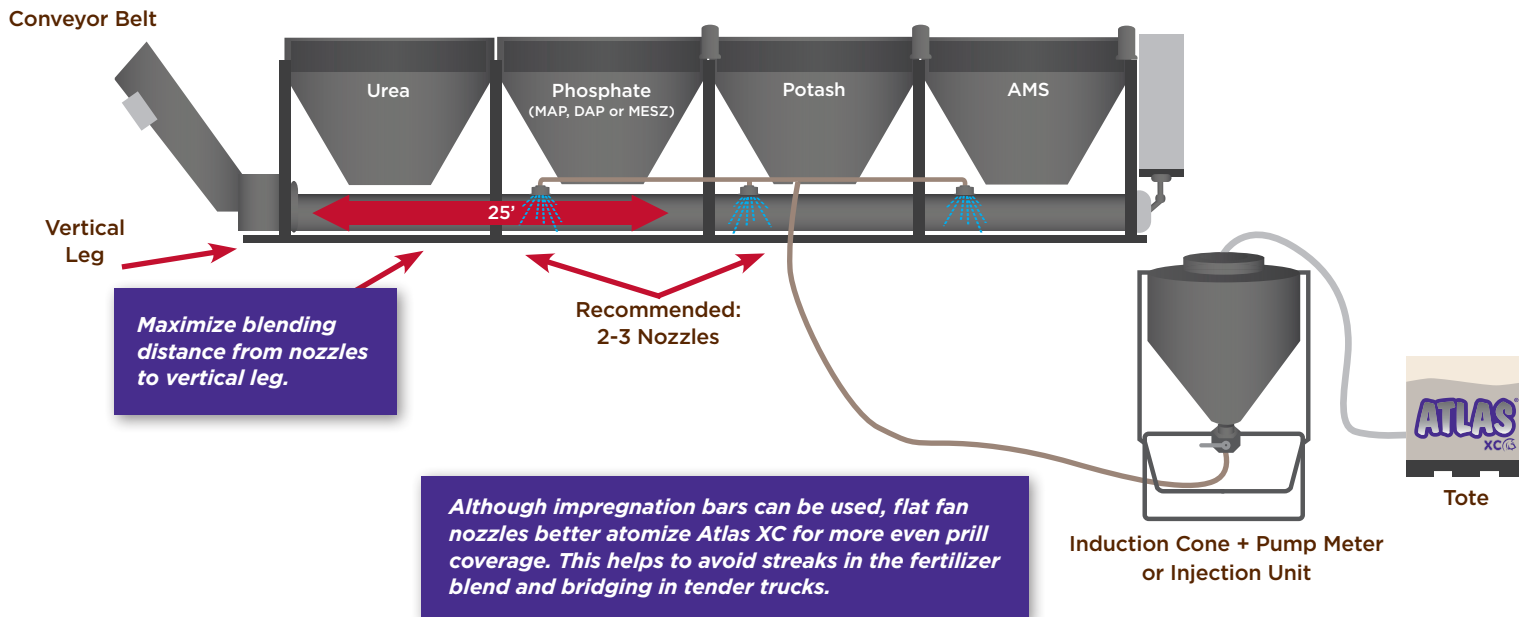 Conveyor Belt
Urea
Phosphate
(MAP, DAP or MESZ)
Potash
AMS
25'
Vertical
Leg
Maximize blending
distance from nozzles
to vertical leg.
Recommended:
2-3 Nozzles
Although impregnation bars can be used, flat fan
nozzles better atomize Atlas XC for more even prill
coverage. This helps to avoid streaks in the fertilizer
blend and bridging in tender trucks.
Induction Cone + Pump Meter
or Injection Unit
ATLAS®
XC
Tote